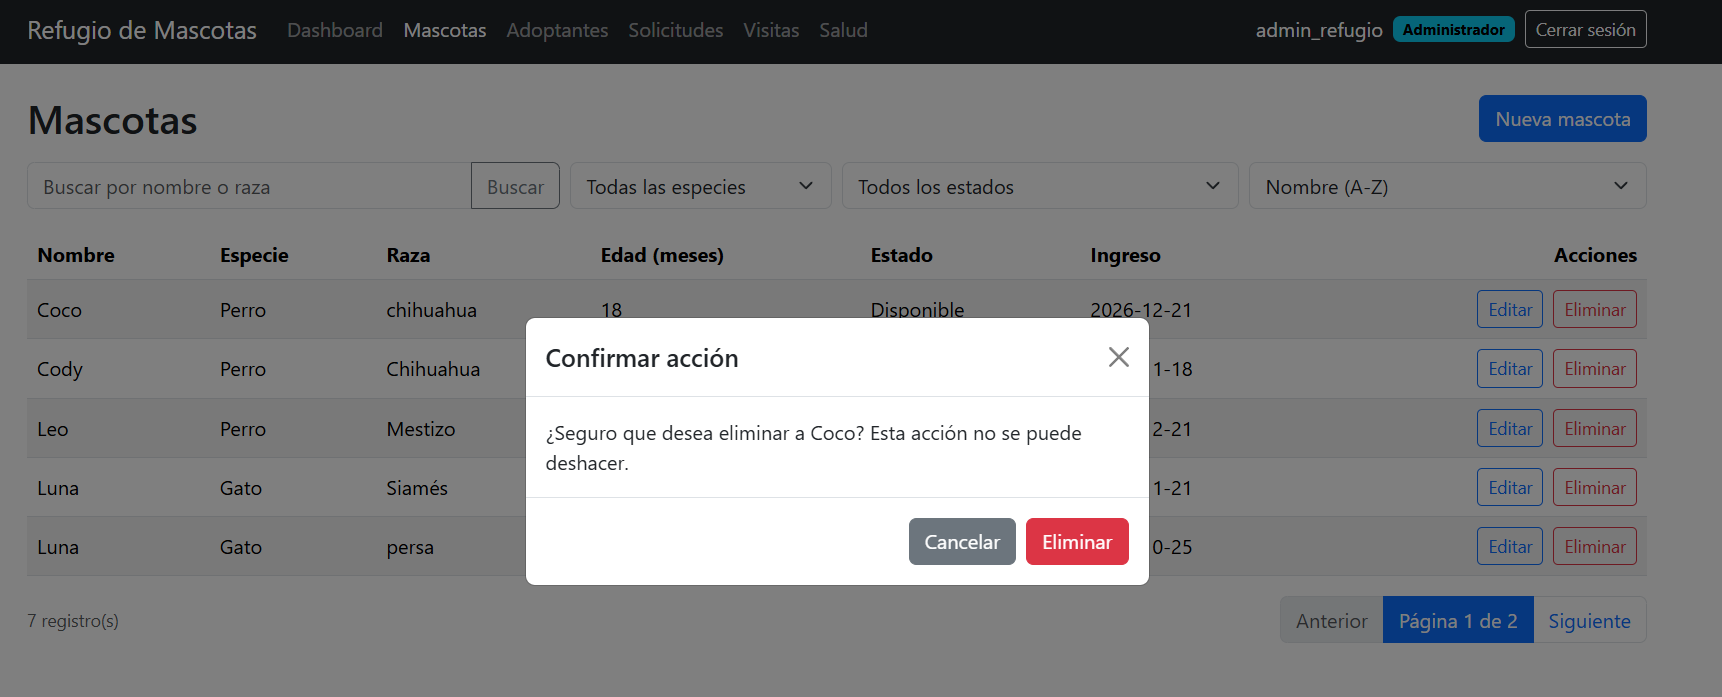 Refugio de Mascotas Dashboard Mascotas Adoptantes Solicitudes Visitas Salud admin_refugio Administrador Cerrar sesión
Mascotas Nueva mascota
Buscar por nombre o raza Buscar Todas las especies Todos los estados Nombre (A-Z)
Nombre Especie Raza Edad (meses) Estado Ingreso Acciones
Coco Perro chihuahua 18 Disponible 2026-12-21 Editar Eliminar
Cody Perro Chihuahua 1-18 Editar Eliminar
Leo Perro Mestizo 2-21 Editar Eliminar
Luna Gato Siamés 1-21 Editar Eliminar
Luna Gato persa 0-25 Editar Eliminar
Confirmar acción
¿Seguro que desea eliminar a Coco? Esta acción no se puede
deshacer.
Cancelar Eliminar
7 registro(s) Anterior Página 1 de 2 Siguiente